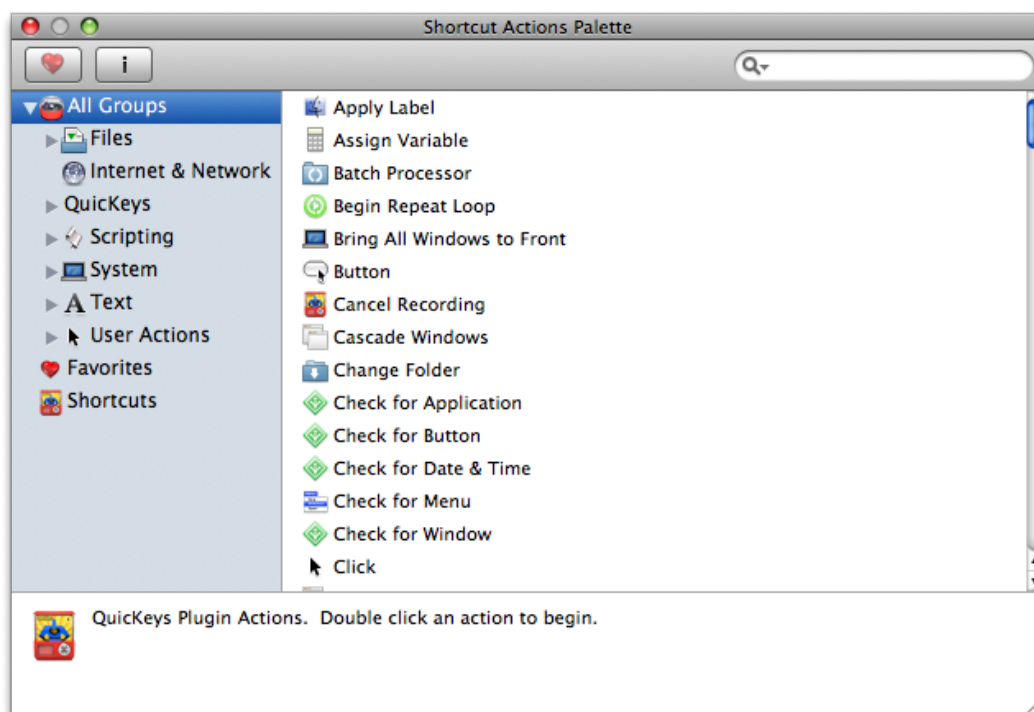 Shortcut Actions Palette
i
All Groups
Files
Internet & Network
QuicKeys
Scripting
System
Text
User Actions
Favorites
Shortcuts
Apply Label
Assign Variable
Batch Processor
Begin Repeat Loop
Bring All Windows to Front
Button
Cancel Recording
Cascade Windows
Change Folder
Check for Application
Check for Button
Check for Date & Time
Check for Menu
Check for Window
Click
QuicKeys Plugin Actions.  Double click an action to begin.